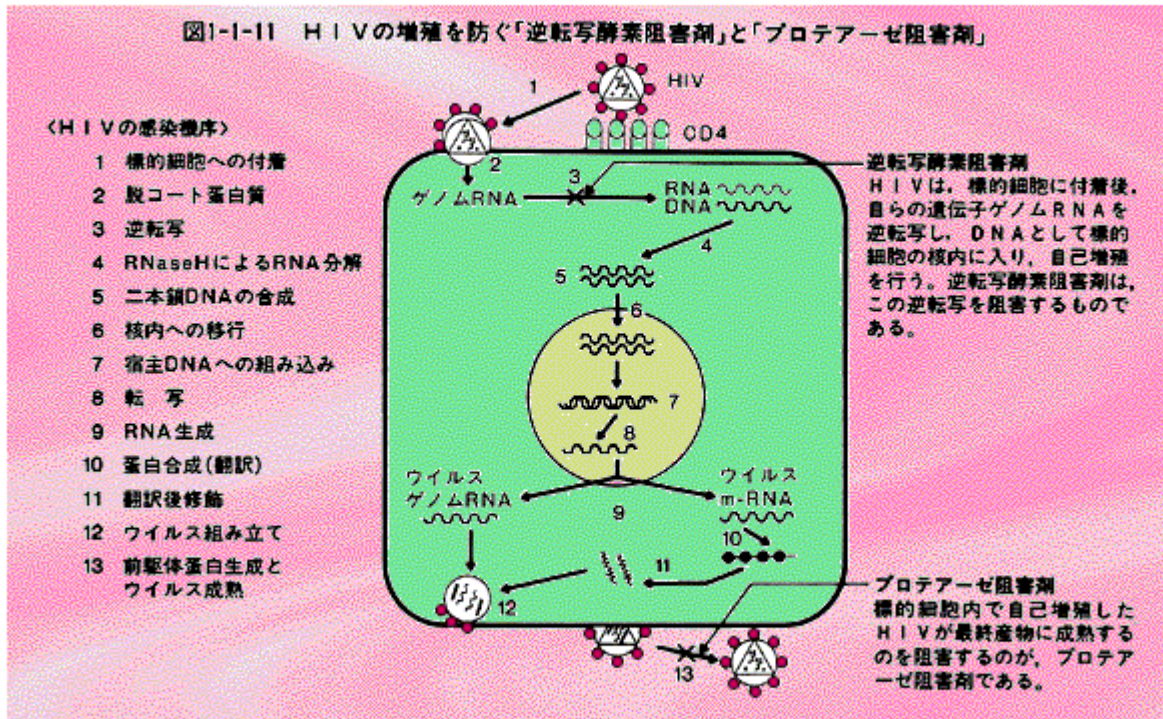 図1-1-11 HIVの増殖を防ぐ「逆転写酵素阻害剤」と「プロテアーゼ阻害剤」
〈HIVの感染機序〉
1 標的細胞への付着
2 脱コート蛋白質
3 逆転写
4 RNaseHによるRNA分解
5 二本鎖DNAの合成
6 核内への移行
7 宿主DNAへの組み込み
8 転 写
9 RNA生成
10 蛋白合成(翻訳)
11 翻訳後修飾
12 ウイルス組み立て
13 前駆体蛋白生成と
ウイルス成熟
1
HIV
CD4
2
ゲノムRNA
3
RNA
DNA
4
5
6
7
8
ウイルス
ゲノムRNA
9
ウイルス
m-RNA
10
11
12
13
逆転写酵素阻害剤
HIVは,標的細胞に付着後,
自らの遺伝子ゲノムRNAを
逆転写し,DNAとして標的
細胞の核内に入り,自己増殖
を行う。逆転写酵素阻害剤は,
この逆転写を阻害するもので
ある。
プロテアーゼ阻害剤
標的細胞内で自己増殖した
HIVが最終産物に成熟する
のを阻害するのが,プロテア
ーゼ阻害剤である。